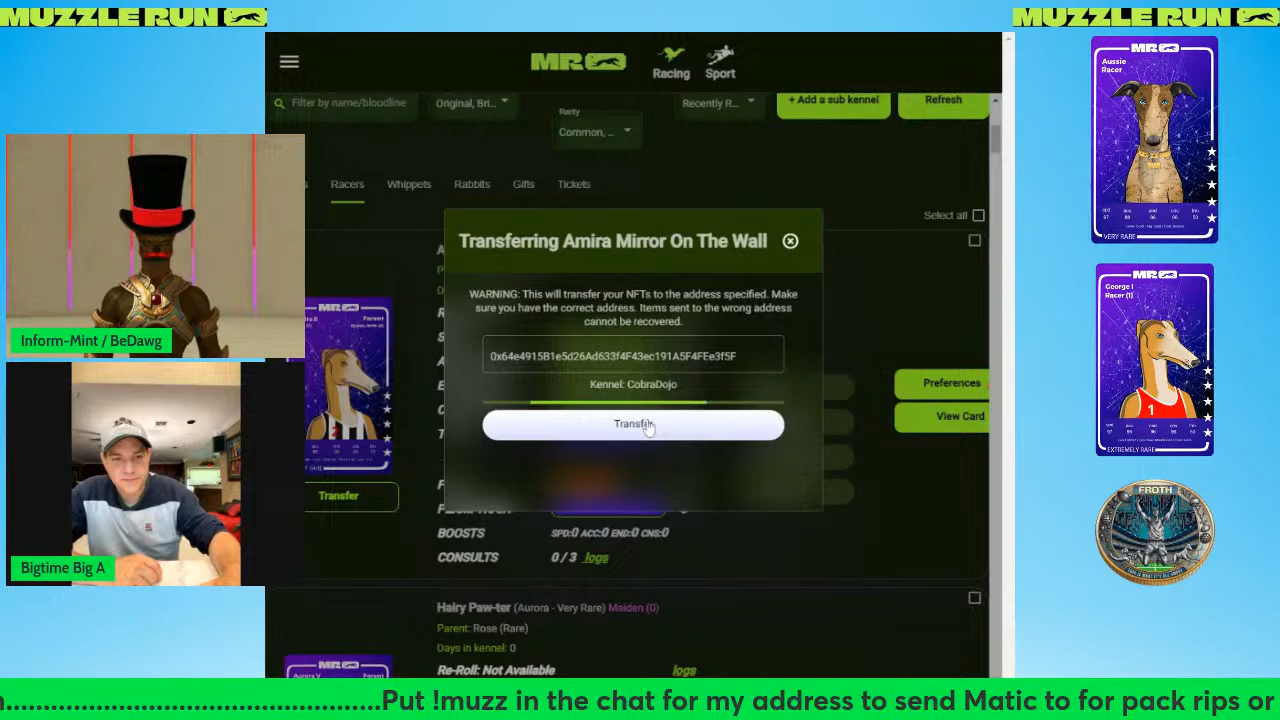 MUZZLE RUN
MUZZLE RUN
MR
Racing
Sport
Filter by name/bloodline
Original, Bri...
Rarity
Common, ...
Recently R...
+ Add a sub kennel
Refresh
Racers
Whippets
Rabbits
Gifts
Tickets
Select all
Transferring Amira Mirror On The Wall
WARNING: This will transfer your NFTs to the address specified. Make
sure you have the correct address. Items sent to the wrong address
cannot be recovered.
0x64e4915B1e5d26Ad633f4F43ec191A5F4FEe3f5F
Kennel: CobraDojo
Transfer
Preferences
View Card
Transfer
BOOSTS
SPD:0 ACC:0 END:0 CNS:0
CONSULTS
0 / 3 logs
Hairy Paw-ter (Aurora - Very Rare) Maiden (0)
Parent: Rose (Rare)
Days in kennel: 0
Re-Roll: Not Available
logs
MR
Inform-Mint / BeDawg
Bigtime Big A
MR
Aussie
Racer
VERY RARE
MR
George I
Racer (1)
1
EXTREMELY RARE
FROTH
Put !muzz in the chat for my address to send Matic to for pack rips or